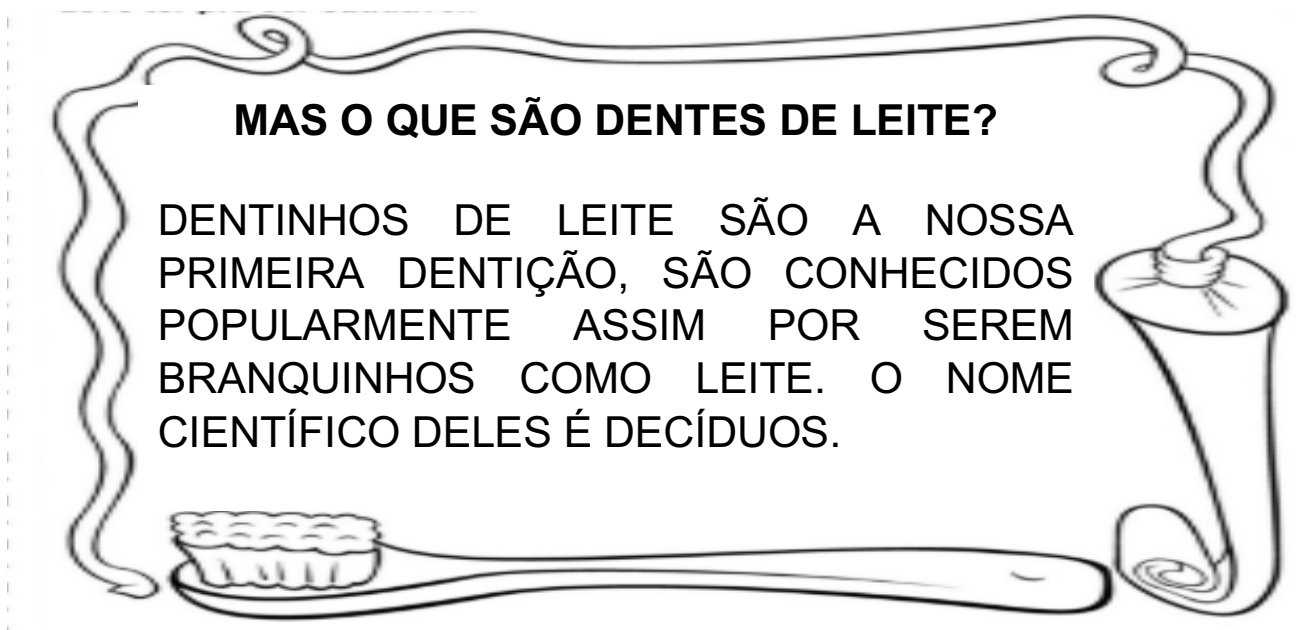 MAS O QUE SÃO DENTES DE LEITE?
DENTINHOS DE LEITE SÃO A NOSSA
PRIMEIRA DENTIÇÃO, SÃO CONHECIDOS
POPULARMENTE ASSIM POR SEREM
BRANQUINHOS COMO LEITE. O NOME
CIENTÍFICO DELES É DECÍDUOS.